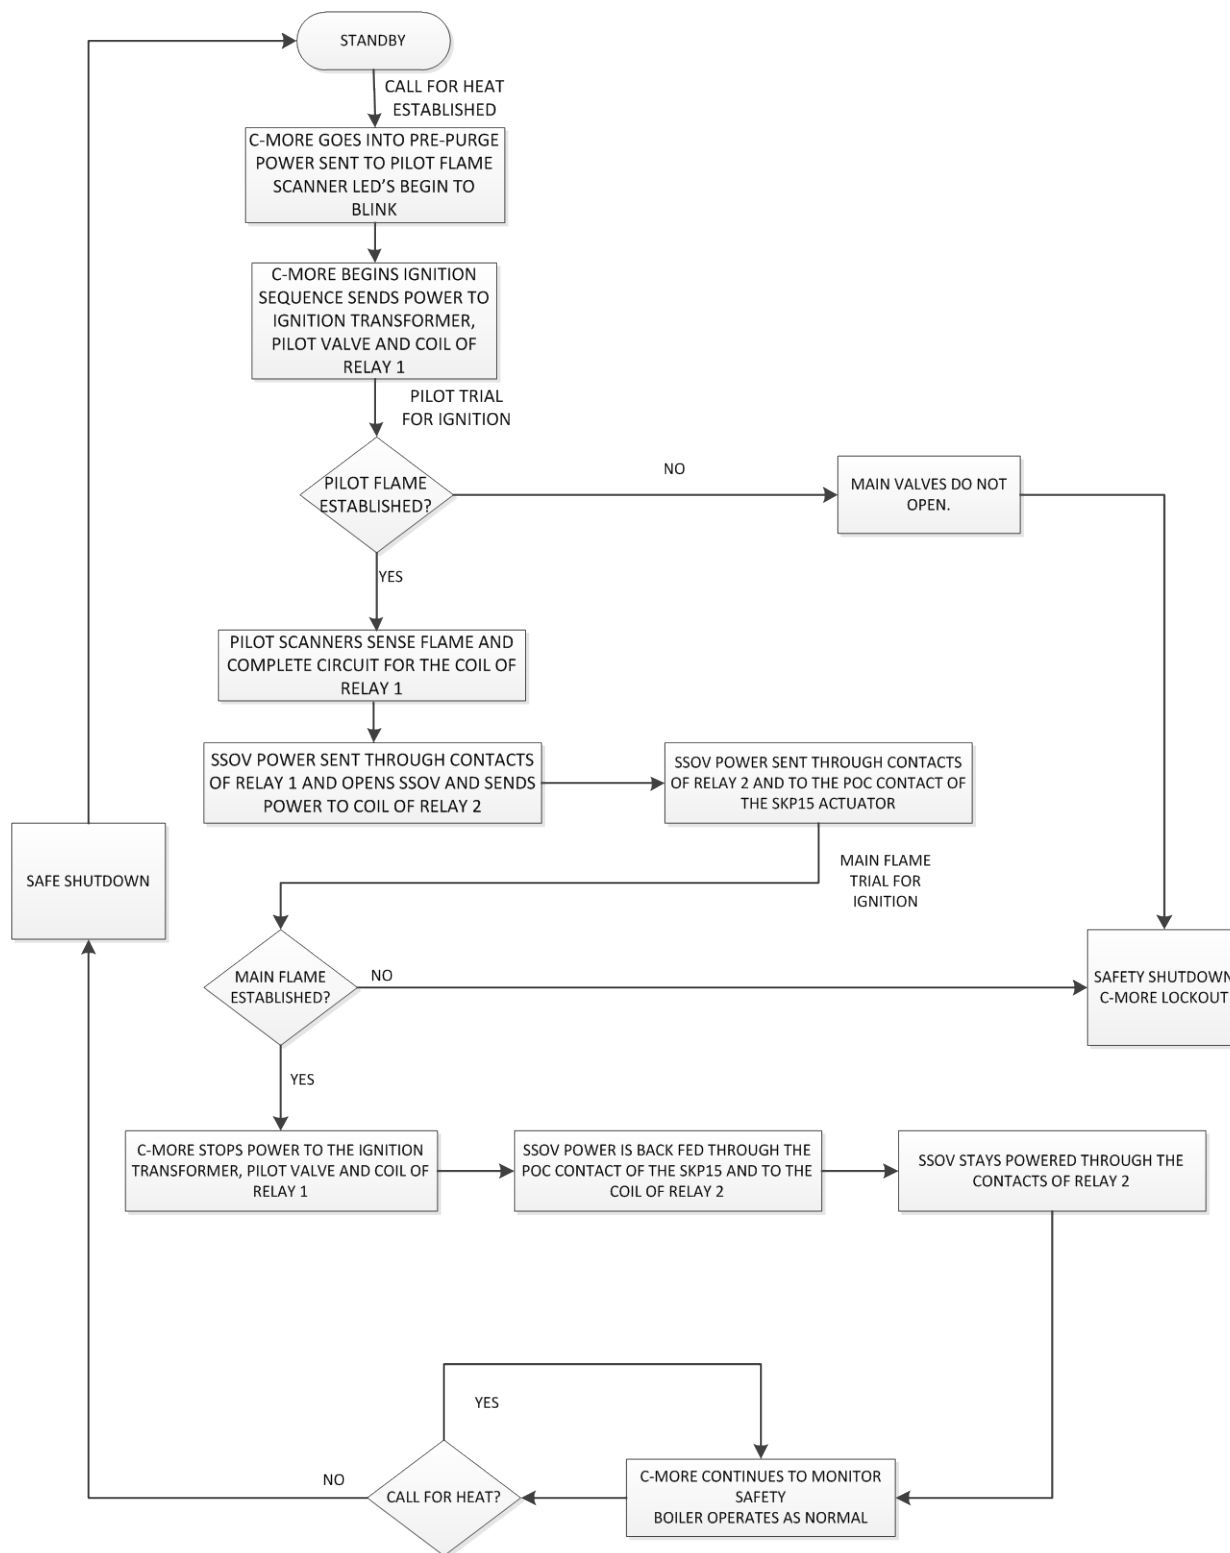 STANDBY
CALL FOR HEAT
ESTABLISHED
C-MORE GOES INTO PRE-PURGE
POWER SENT TO PILOT FLAME
SCANNER LED'S BEGIN TO
BLINK
C-MORE BEGINS IGNITION
SEQUENCE SENDS POWER TO
IGNITION TRANSFORMER,
PILOT VALVE AND COIL OF
RELAY 1
PILOT TRIAL
FOR IGNITION
PILOT FLAME
ESTABLISHED?
NO
MAIN VALVES DO NOT
OPEN.
YES
PILOT SCANNERS SENSE FLAME AND
COMPLETE CIRCUIT FOR THE COIL OF
RELAY 1
SSOV POWER SENT THROUGH CONTACTS
OF RELAY 1 AND OPENS SSOV AND SENDS
POWER TO COIL OF RELAY 2
SSOV POWER SENT THROUGH CONTACTS
OF RELAY 2 AND TO THE POC CONTACT OF
THE SKP15 ACTUATOR
SAFE SHUTDOWN
MAIN FLAME
TRIAL FOR
IGNITION
MAIN FLAME
ESTABLISHED?
NO
SAFETY SHUTDOWN
C-MORE LOCKOUT
YES
C-MORE STOPS POWER TO THE IGNITION
TRANSFORMER, PILOT VALVE AND COIL OF
RELAY 1
SSOV POWER IS BACK FED THROUGH THE
POC CONTACT OF THE SKP15 AND TO THE
COIL OF RELAY 2
SSOV STAYS POWERED THROUGH THE
CONTACTS OF RELAY 2
YES
NO
CALL FOR HEAT?
C-MORE CONTINUES TO MONITOR
SAFETY
BOILER OPERATES AS NORMAL